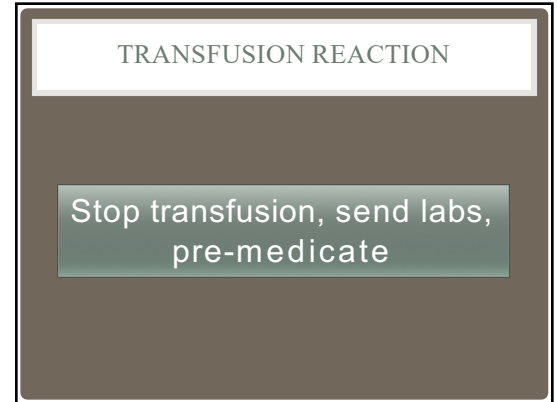 TRANSFUSION REACTION
Stop transfusion, send labs,
pre-medicate